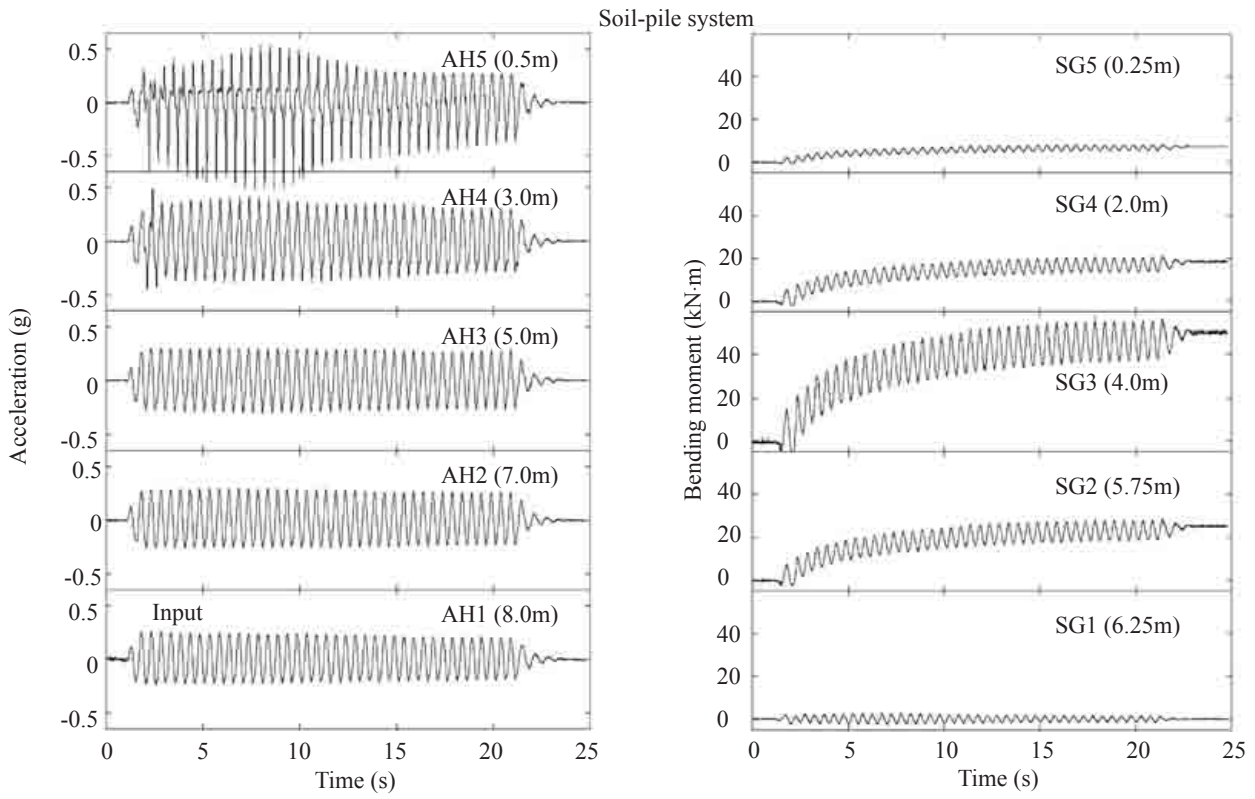 Soil-pile system
Acceleration (g)
0.5
0
-0.5
AH5 (0.5m)
0.5
0
-0.5
AH4 (3.0m)
0.5
0
-0.5
AH3 (5.0m)
0.5
0
-0.5
AH2 (7.0m)
0.5
0
-0.5
Input
AH1 (8.0m)
0 5 10 15 20 25
Time (s)
Bending moment (kN·m)
40
20
0
SG5 (0.25m)
40
20
0
SG4 (2.0m)
40
20
0
SG3 (4.0m)
40
20
0
SG2 (5.75m)
40
20
0
SG1 (6.25m)
0 5 10 15 20 25
Time (s)